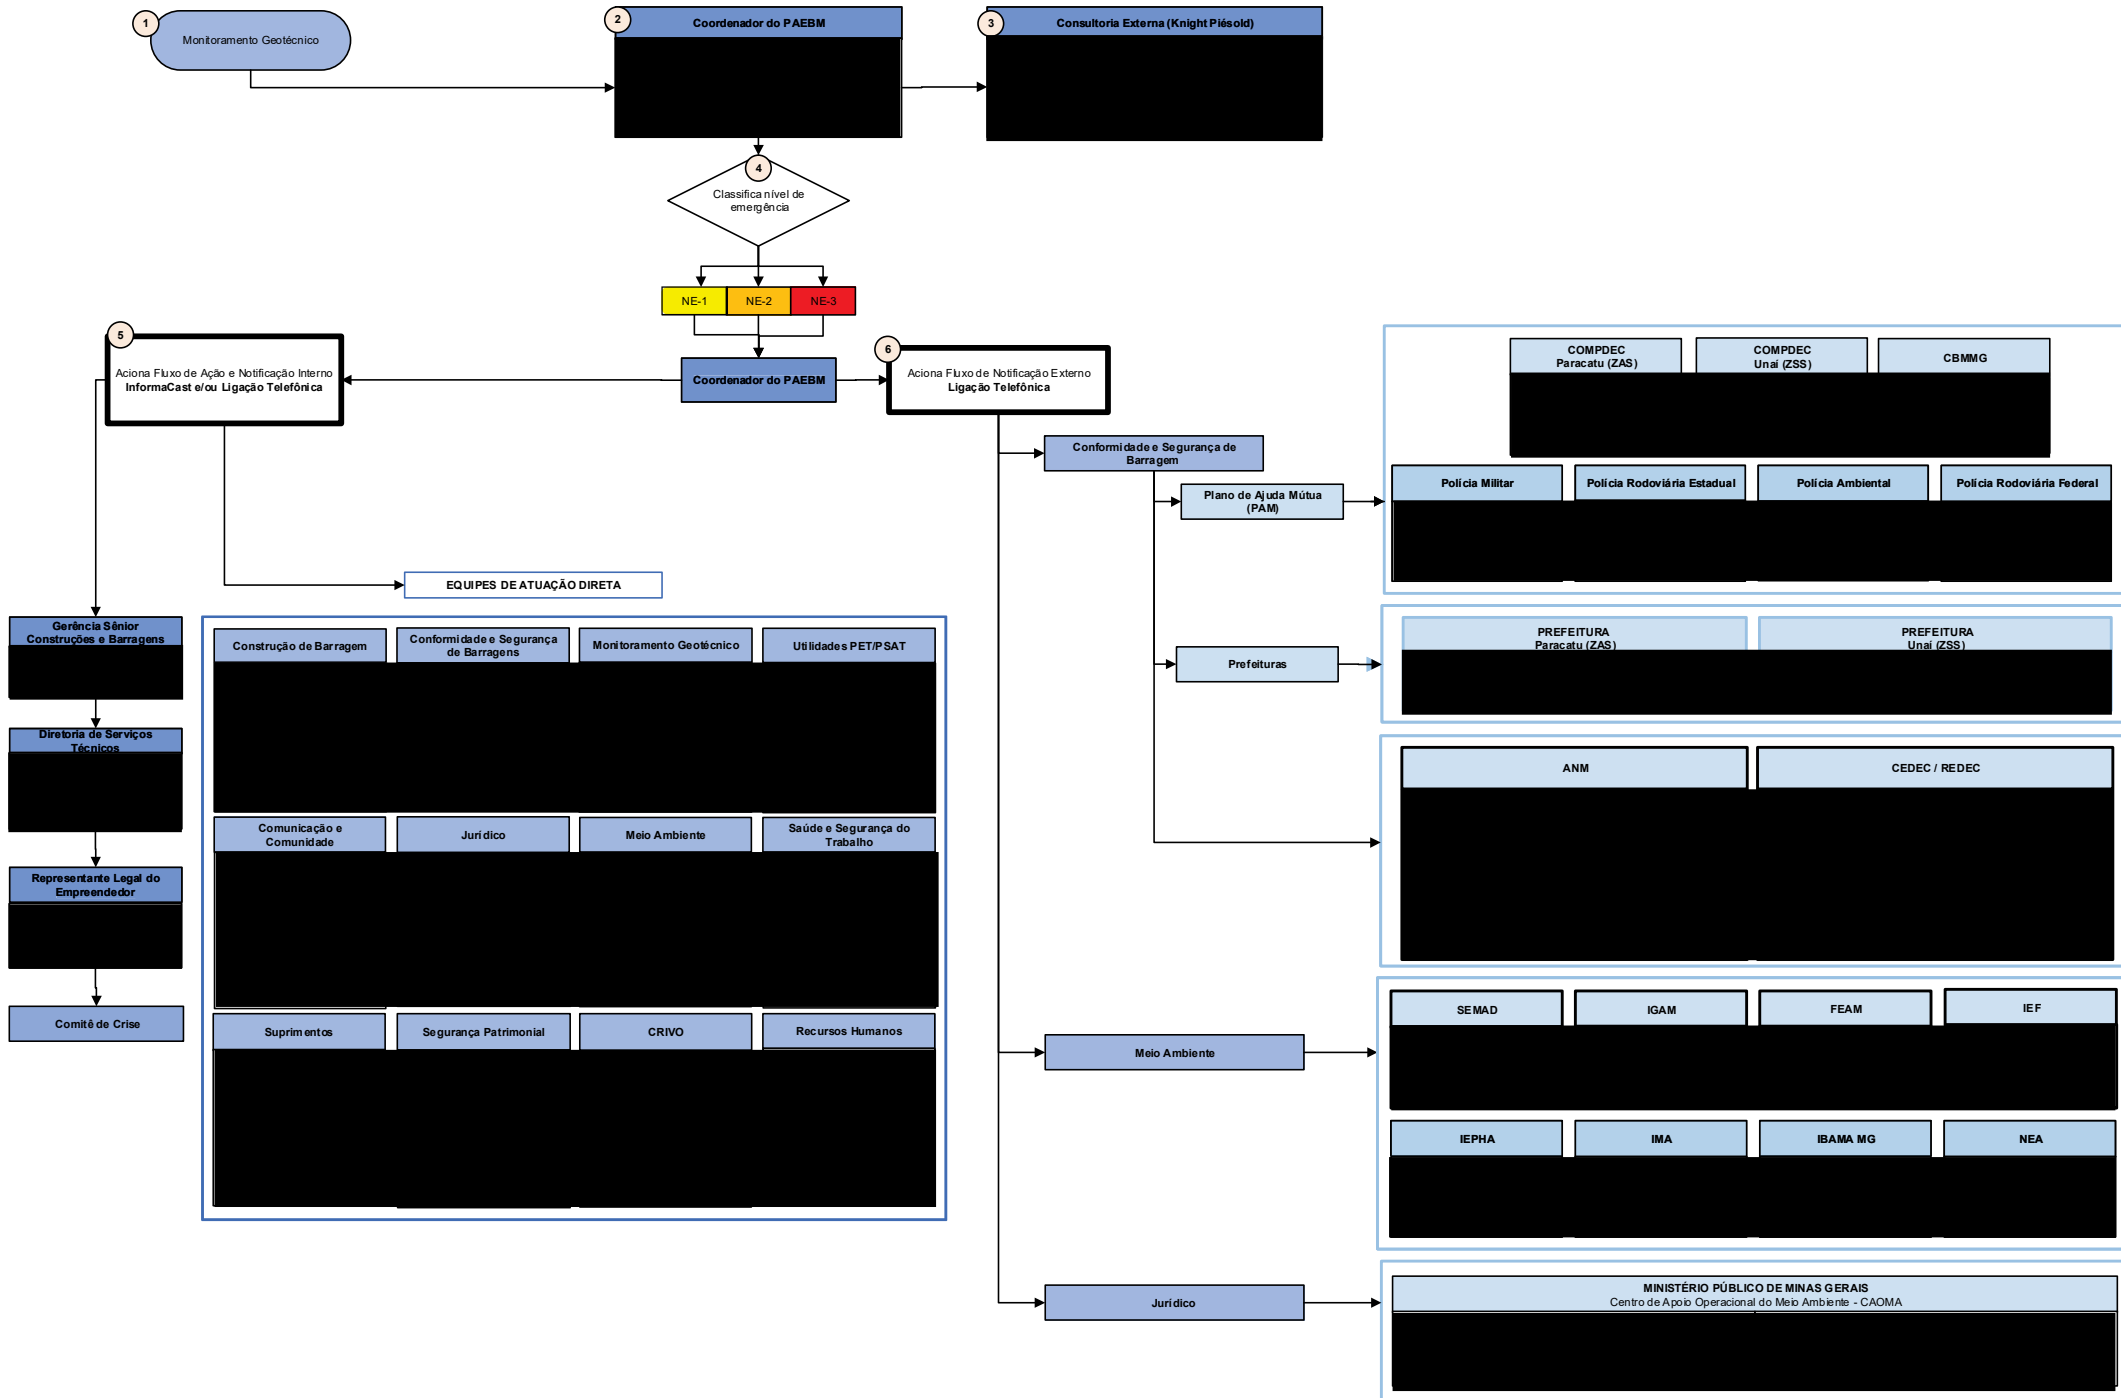 1
Monitoramento Geotécnico
2
Coordenador do PAEBM
3
Consultoria Externa (Knight Piésold)
4
Classifica nível de
emergência
NE-1
NE-2
NE-3
5
Aciona Fluxo de Ação e Notificação Interno
InformaCast e/ou Ligação Telefônica
Coordenador do PAEBM
6
Aciona Fluxo de Notificação Externo
Ligação Telefônica
EQUIPES DE ATUAÇÃO DIRETA
Gerência Sênior
Construções e Barragens
Diretoria de Serviços
Técnicos
Representante Legal do
Empreendedor
Comitê de Crise
Construção de Barragem
Conformidade e Segurança
de Barragens
Monitoramento Geotécnico
Utilidades PET/PSAT
Comunicação e
Comunidade
Jurídico
Meio Ambiente
Saúde e Segurança do
Trabalho
Suprimentos
Segurança Patrimonial
CRIVO
Recursos Humanos
Conformidade e Segurança de
Barragem
Plano de Ajuda Mútua
(PAM)
Prefeituras
Meio Ambiente
Jurídico
COMPDEC
Paracatu (ZAS)
COMPDEC
Unaí (ZSS)
CBMMG
Polícia Militar
Polícia Rodoviária Estadual
Polícia Ambiental
Polícia Rodoviária Federal
PREFEITURA
Paracatu (ZAS)
PREFEITURA
Unaí (ZSS)
ANM
CEDEC / REDEC
SEMAD
IGAM
FEAM
IEF
IEPHA
IMA
IBAMA MG
NEA
MINISTÉRIO PÚBLICO DE MINAS GERAIS
Centro de Apoio Operacional do Meio Ambiente - CAOMA